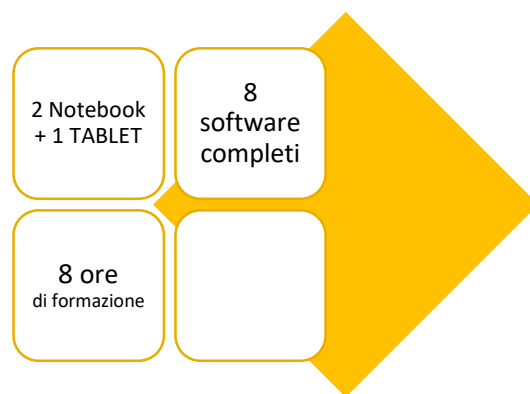 2 Notebook
+ 1 TABLET
8
software
completi
8 ore
di formazione